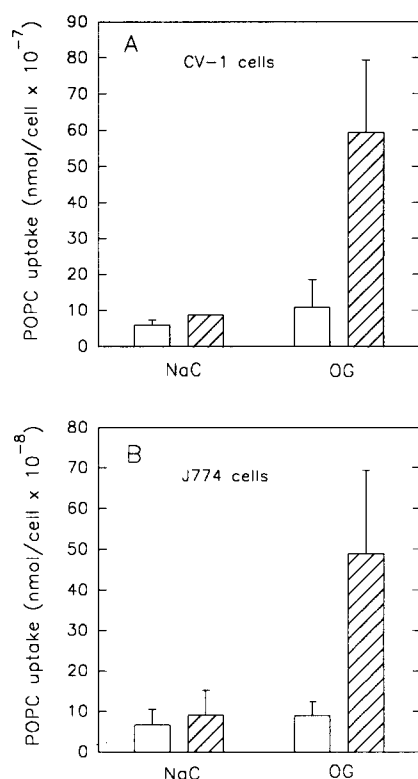 A
CV-1 cells
POPC uptake (nmol/cell x 10-7)
90
80
70
60
50
40
30
20
10
0
NaC
OG
B
J774 cells
POPC uptake (nmol/cell x 10-8)
80
70
60
50
40
30
20
10
0
NaC
OG